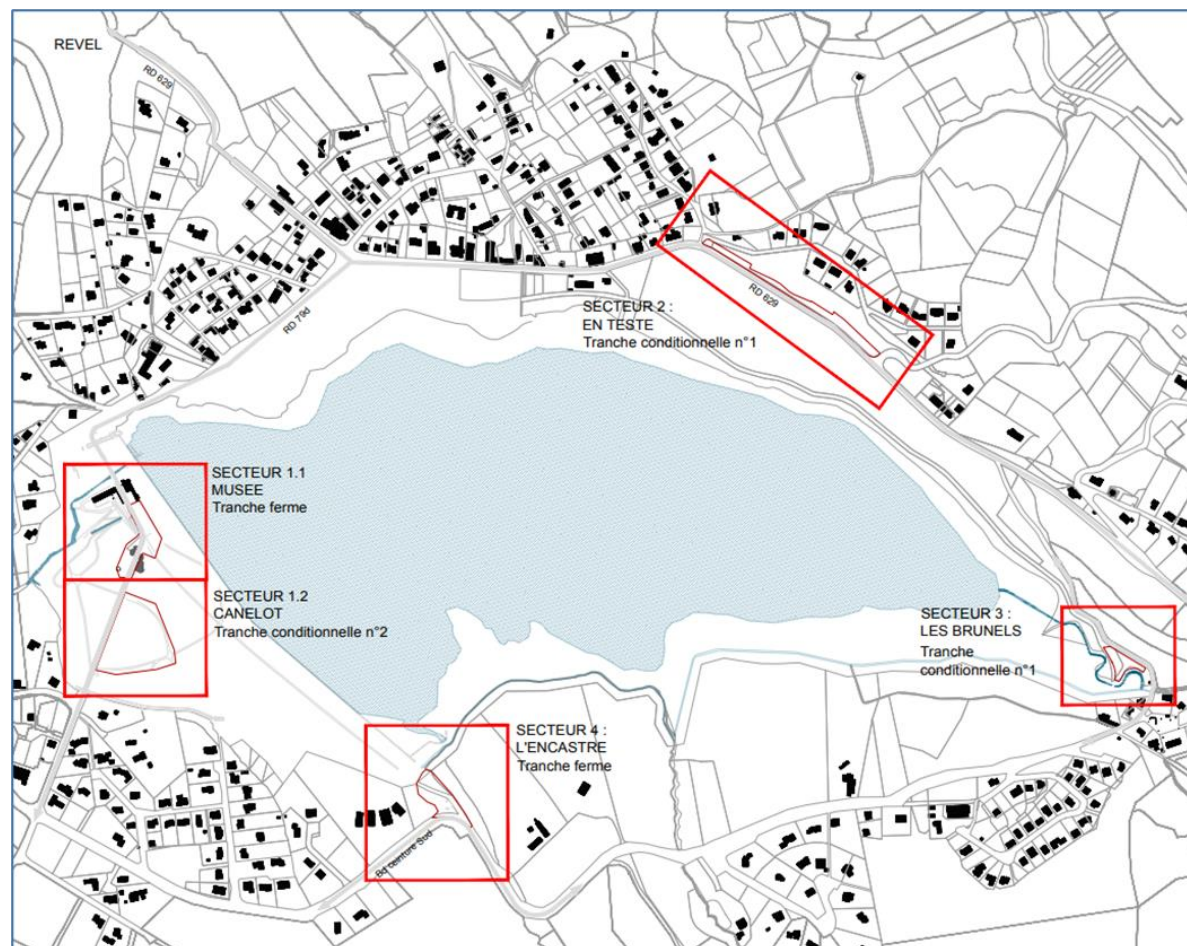 REVEL
RD 629
RD 79d
SECTEUR 2 :
EN TESTE
Tranche conditionnelle n°1
RD 629
SECTEUR 1.1
MUSEE
Tranche ferme
SECTEUR 1.2
CANELOT
Tranche conditionnelle n°2
SECTEUR 3 :
LES BRUNELS
Tranche
conditionnelle n°1
SECTEUR 4 :
L'ENCASTRE
Tranche ferme
Bd ceinture Sud